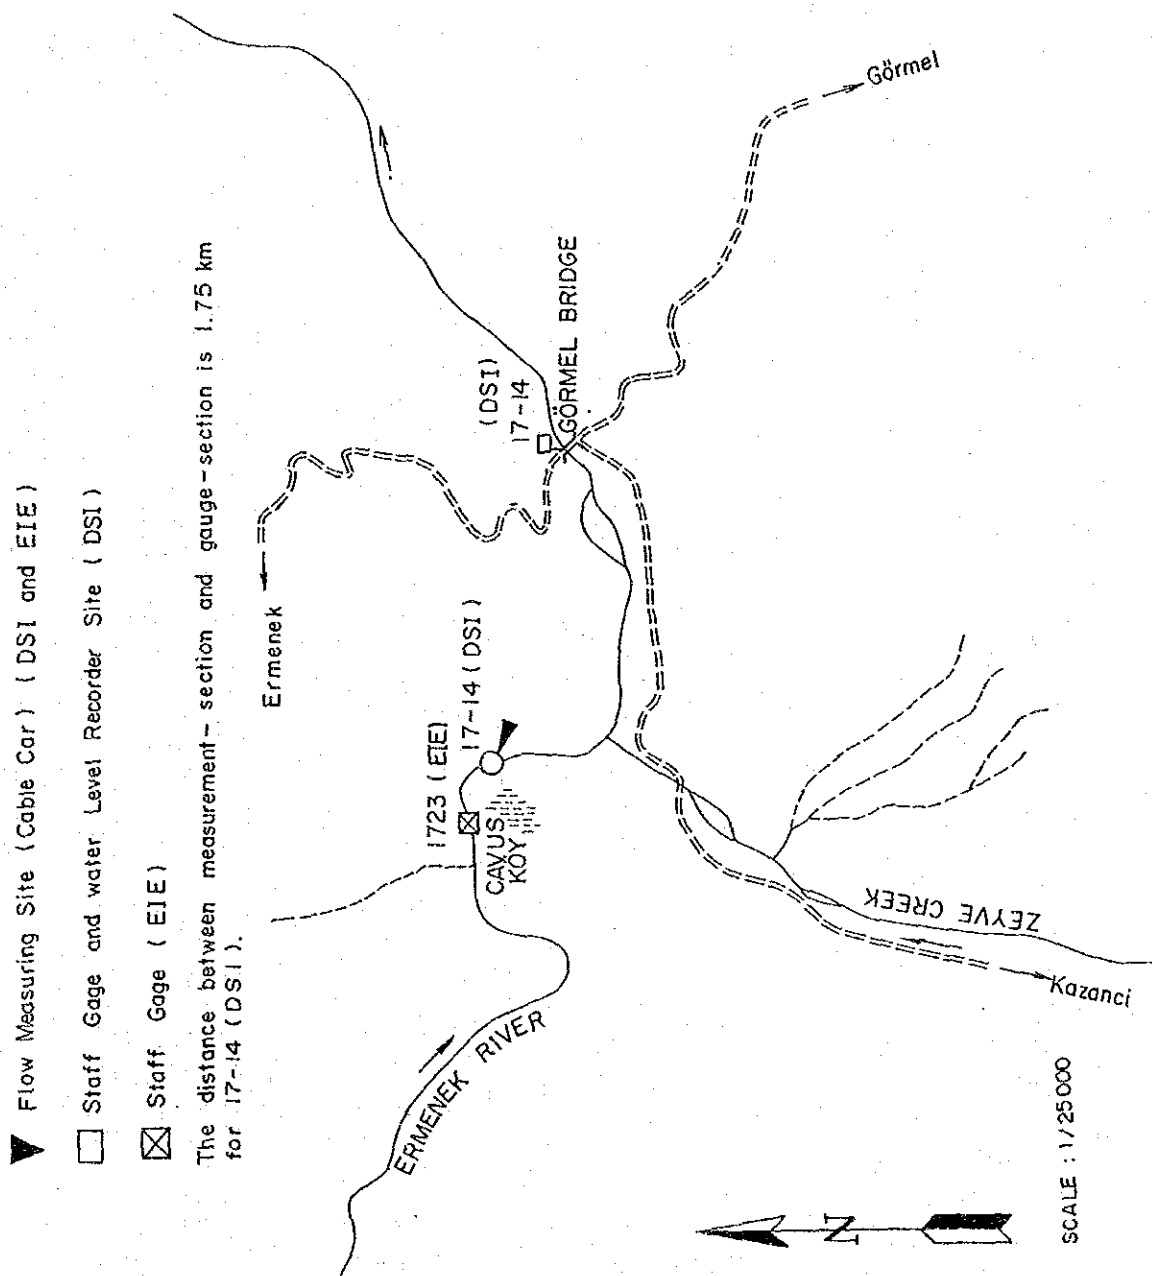 Flow Measuring Site (Cable Car) (DSI and EIE)
Staff Gage and water Level Recorder Site (DSI)
Staff Gage (EIE)
The distance between measurement-section and gauge-section is 1.75 km
for 17-14 (DSI).
Ermenek
Görmel
(DSI)
17-14
GÖRMEL BRIDGE
1723 (EIE)
17-14 (DSI)
CAVUS
KÖY
ERMENEK RIVER
ZEYVE CREEK
Kazanci
N
SCALE : 1/25000